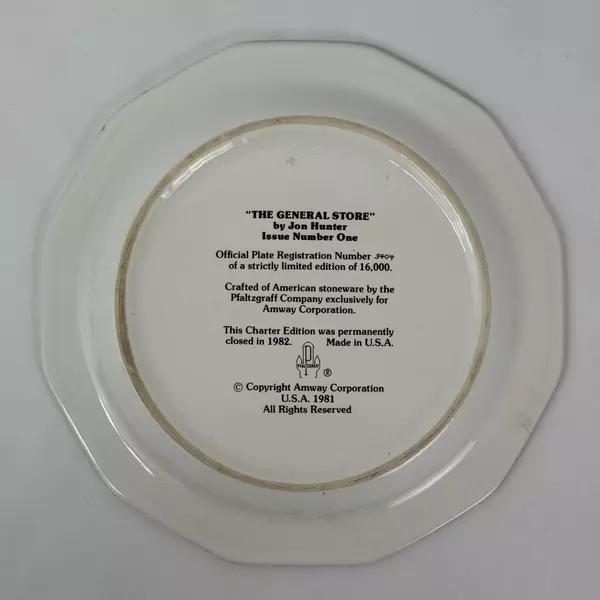 "THE GENERAL STORE"
by Jon Hunter
Issue Number One
Official Plate Registration Number 5404
of a strictly limited edition of 16,000.
Crafted of American stoneware by the
Pfaltzgraff Company exclusively for
Amway Corporation.
This Charter Edition was permanently
closed in 1982. Made in U.S.A.
P
PFALTZGRAFF
®
© Copyright Amway Corporation
U.S.A. 1981
All Rights Reserved